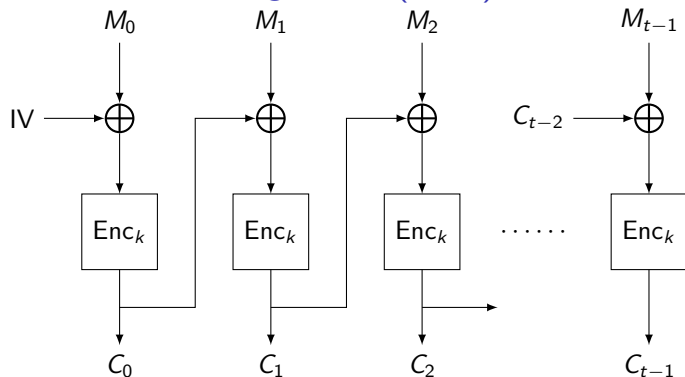 M₀ M₁ M₂ Mₜ₋₁
IV Cₜ₋₂
Encₖ Encₖ Encₖ ⋯⋯ Encₖ
C₀ C₁ C₂ Cₜ₋₁